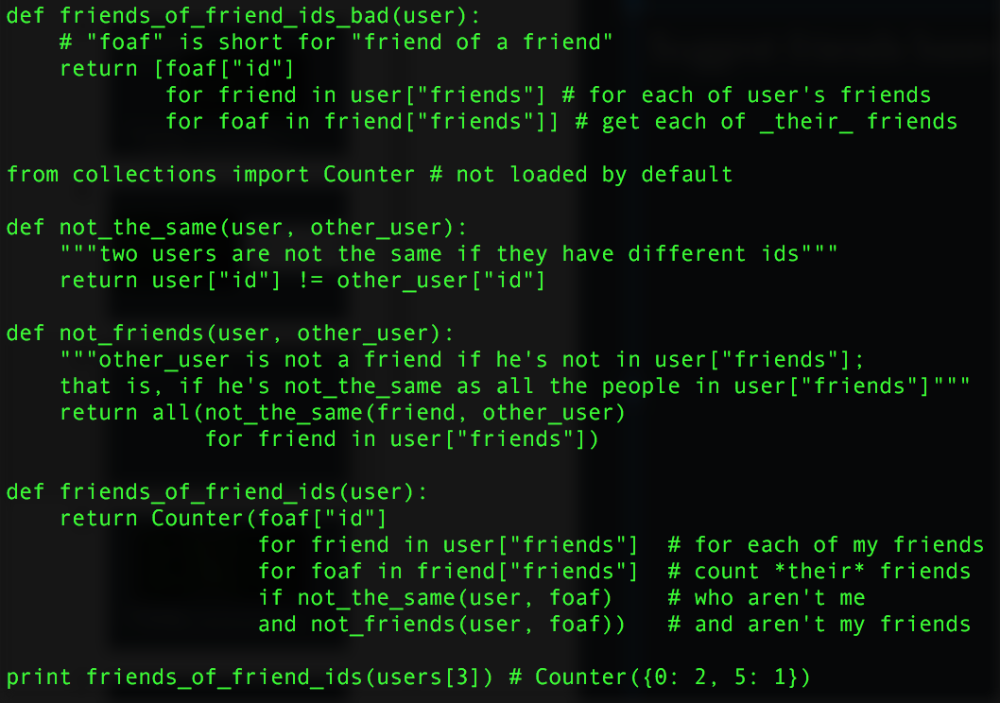 def friends_of_friend_ids_bad(user):
    # "foaf" is short for "friend of a friend"
    return [foaf["id"]
            for friend in user["friends"] # for each of user's friends
            for foaf in friend["friends"]] # get each of _their_ friends

from collections import Counter # not loaded by default

def not_the_same(user, other_user):
    """two users are not the same if they have different ids"""
    return user["id"] != other_user["id"]

def not_friends(user, other_user):
    """other_user is not a friend if he's not in user["friends"];
    that is, if he's not_the_same as all the people in user["friends"]"""
    return all(not_the_same(friend, other_user)
               for friend in user["friends"])

def friends_of_friend_ids(user):
    return Counter(foaf["id"]
                   for friend in user["friends"]  # for each of my friends
                   for foaf in friend["friends"]  # count *their* friends
                   if not_the_same(user, foaf)    # who aren't me
                   and not_friends(user, foaf))   # and aren't my friends

print friends_of_friend_ids(users[3]) # Counter({0: 2, 5: 1})